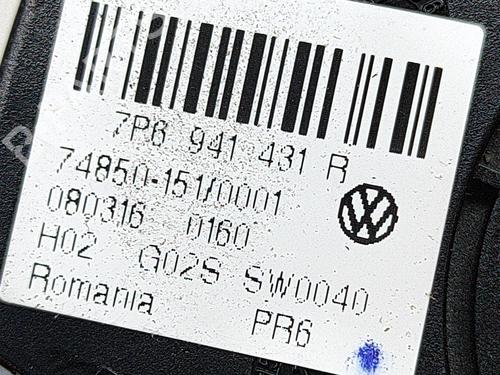 7P6 941 431 R
74850-151/0001
080316 0160
H02 G02S SW0040
Romania PR6